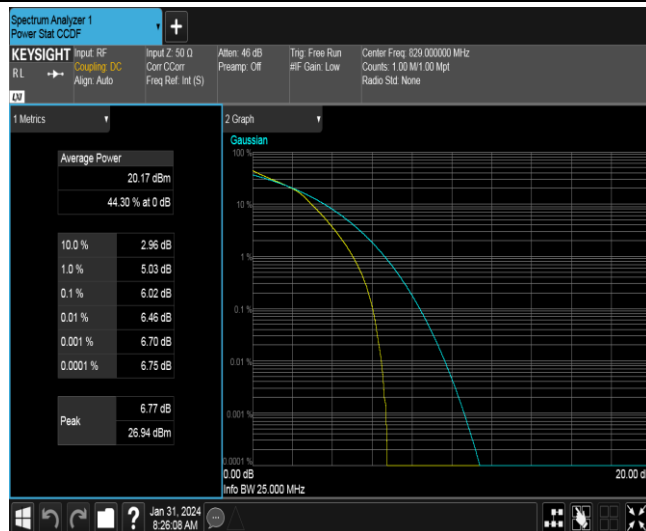 Spectrum Analyzer 1
Power Stat CCDF
+
KEYSIGHT
RL
Input: RF
Coupling: DC
Align: Auto
Input Z: 50 Ω
Corr CCorr
Freq Ref: Int (S)
Atten: 46 dB
Preamp: Off
Trig: Free Run
#IF Gain: Low
Center Freq: 829.000000 MHz
Counts: 1.00 M/1.00 Mpt
Radio Std: None
1 Metrics
Average Power
20.17 dBm
44.30 % at 0 dB
10.0 % 2.96 dB
1.0 % 5.03 dB
0.1 % 6.02 dB
0.01 % 6.46 dB
0.001 % 6.70 dB
0.0001 % 6.75 dB
Peak 6.77 dB
26.94 dBm
2 Graph
Gaussian
100 %
10 %
1 %
0.1 %
0.01 %
0.001 %
0.0001 %
0.00 dB
20.00 d
Info BW 25.000 MHz
?
Jan 31, 2024
8:26:08 AM